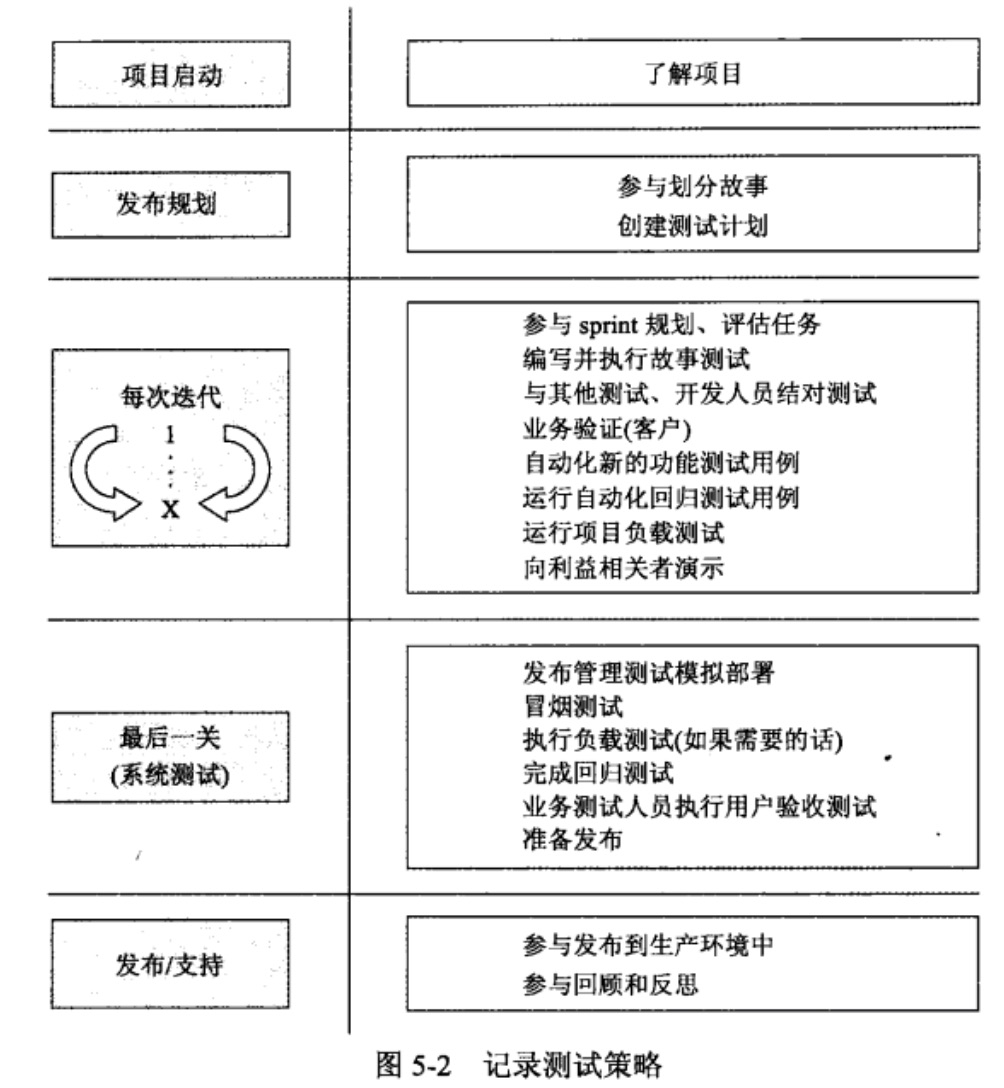 项目启动
了解项目
发布规划
参与划分故事
创建测试计划
每次迭代
1
X
参与 sprint 规划、评估任务
编写并执行故事测试
与其他测试、开发人员结对测试
业务验证(客户)
自动化新的功能测试用例
运行自动化回归测试用例
运行项目负载测试
向利益相关者演示
最后一关
(系统测试)
发布管理测试模拟部署
冒烟测试
执行负载测试(如果需要的话)
完成回归测试
业务测试人员执行用户验收测试
准备发布
发布/支持
参与发布到生产环境中
参与回顾和反思
图 5-2 记录测试策略